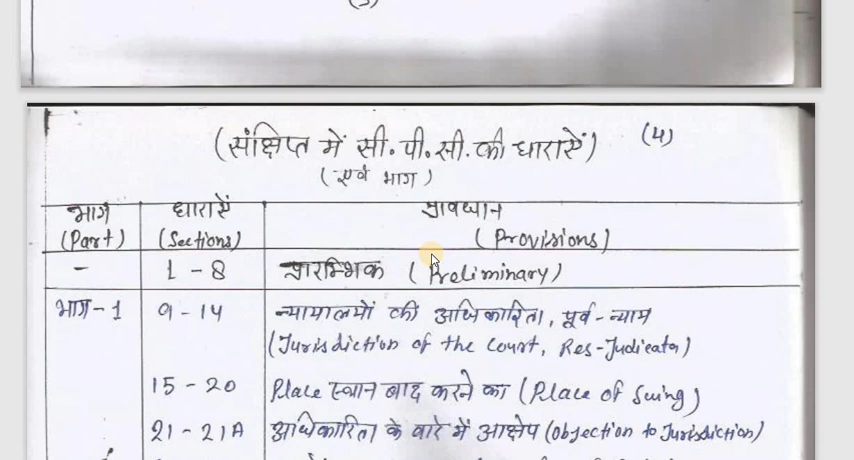 (3)
(संक्षिप्त में सी.पी.सी. की धाराऐं) (4)
(एवं भाग)
भाग धाराऐं प्रावधान
(Part) (Sections) (Provisions)
- 1 - 8 प्रारम्भिक (Preliminary)
भाग-1 9 - 14 न्यायालयों की अधिकारिता, पूर्व-न्याय
(Jurisdiction of the Court, Res-Judicata)
15 - 20 Place स्थान बाद करने का (Place of Suing)
21 - 21A अधिकारिता के बारे में आक्षेप (Objection to Jurisdiction)